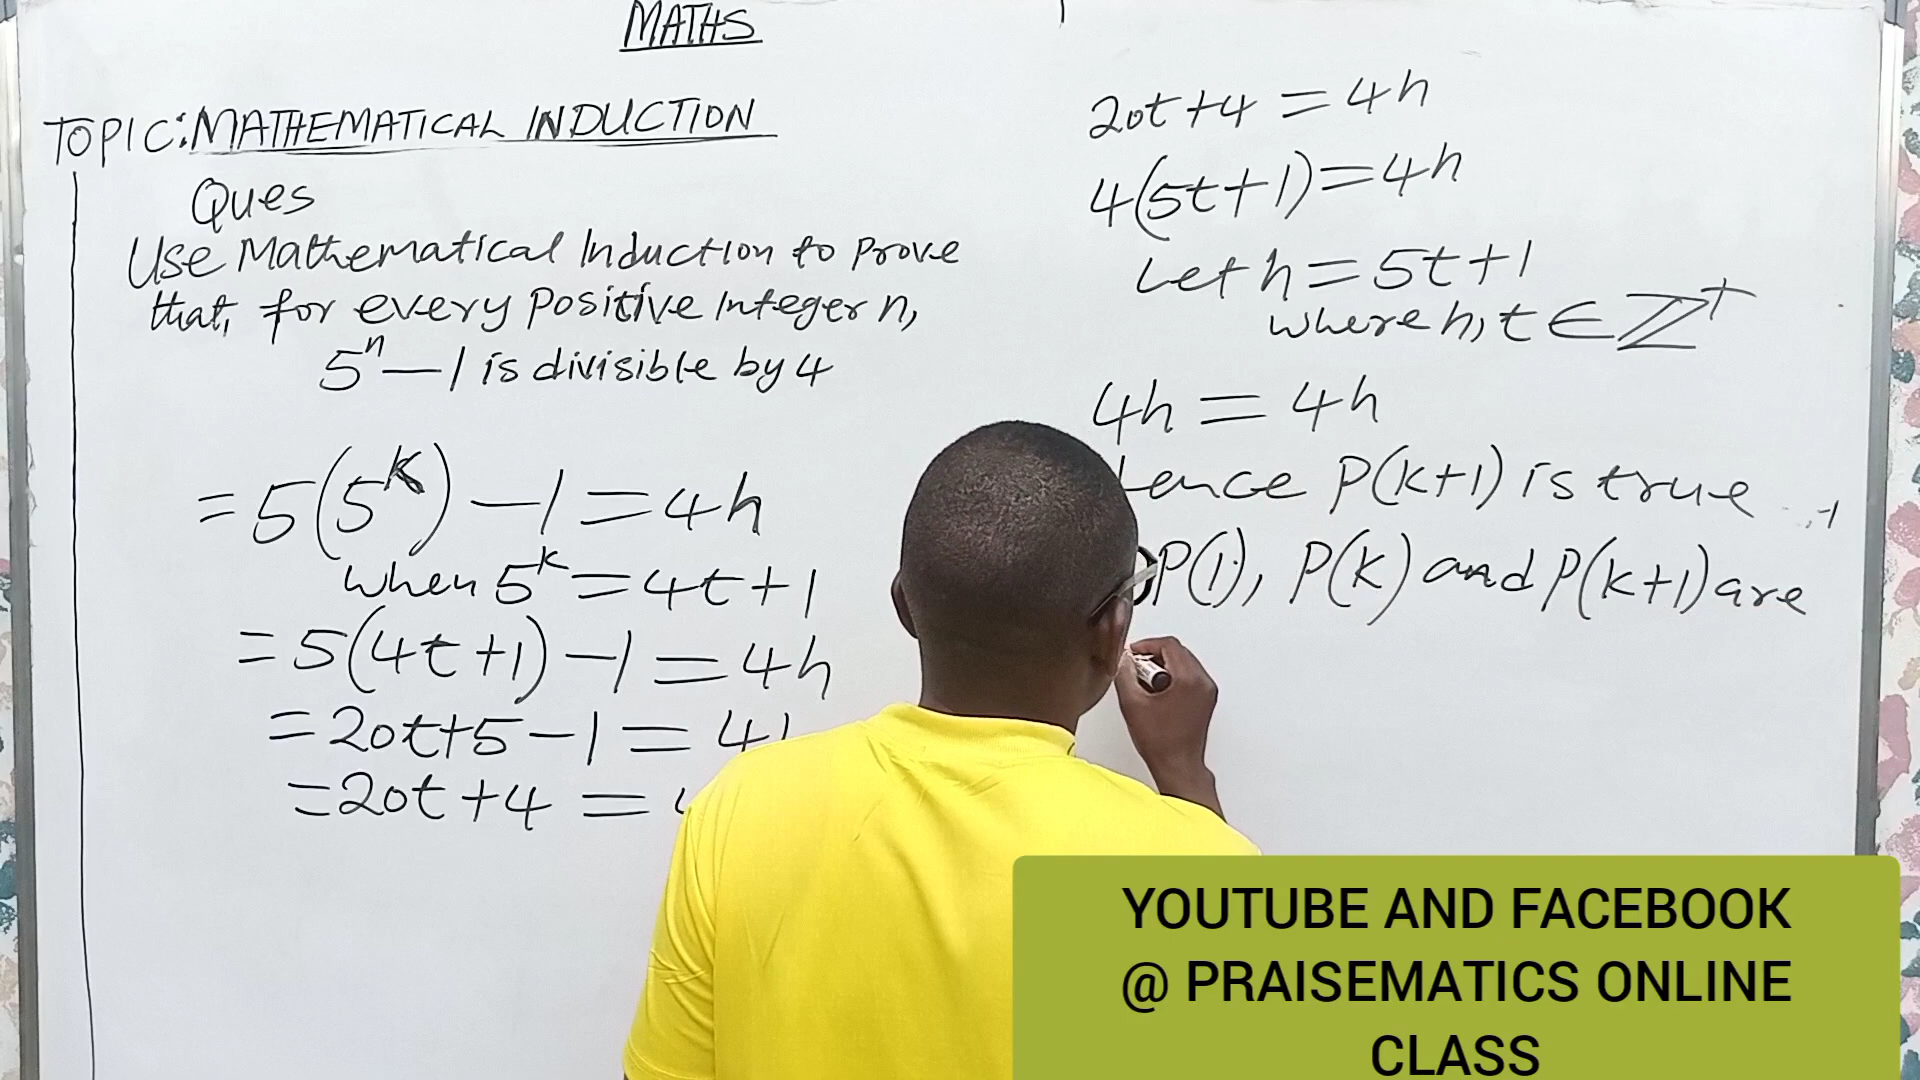 MATHS
TOPIC: MATHEMATICAL INDUCTION
Ques
Use Mathematical Induction to prove
that, for every positive Integer n,
5ⁿ — 1 is divisible by 4
= 5(5ᵏ) — 1 = 4h
when 5ᵏ = 4t + 1
= 5(4t + 1) — 1 = 4h
= 20t + 5 — 1 =
= 20t + 4 =
20t + 4 = 4h
4(5t + 1) = 4h
Let h = 5t + 1
where h, t ∈ ℤ⁺
4h = 4h
P(k+1) is true
P(1), P(k) and P(k+1) are
YOUTUBE AND FACEBOOK
@ PRAISEMATICS ONLINE
CLASS